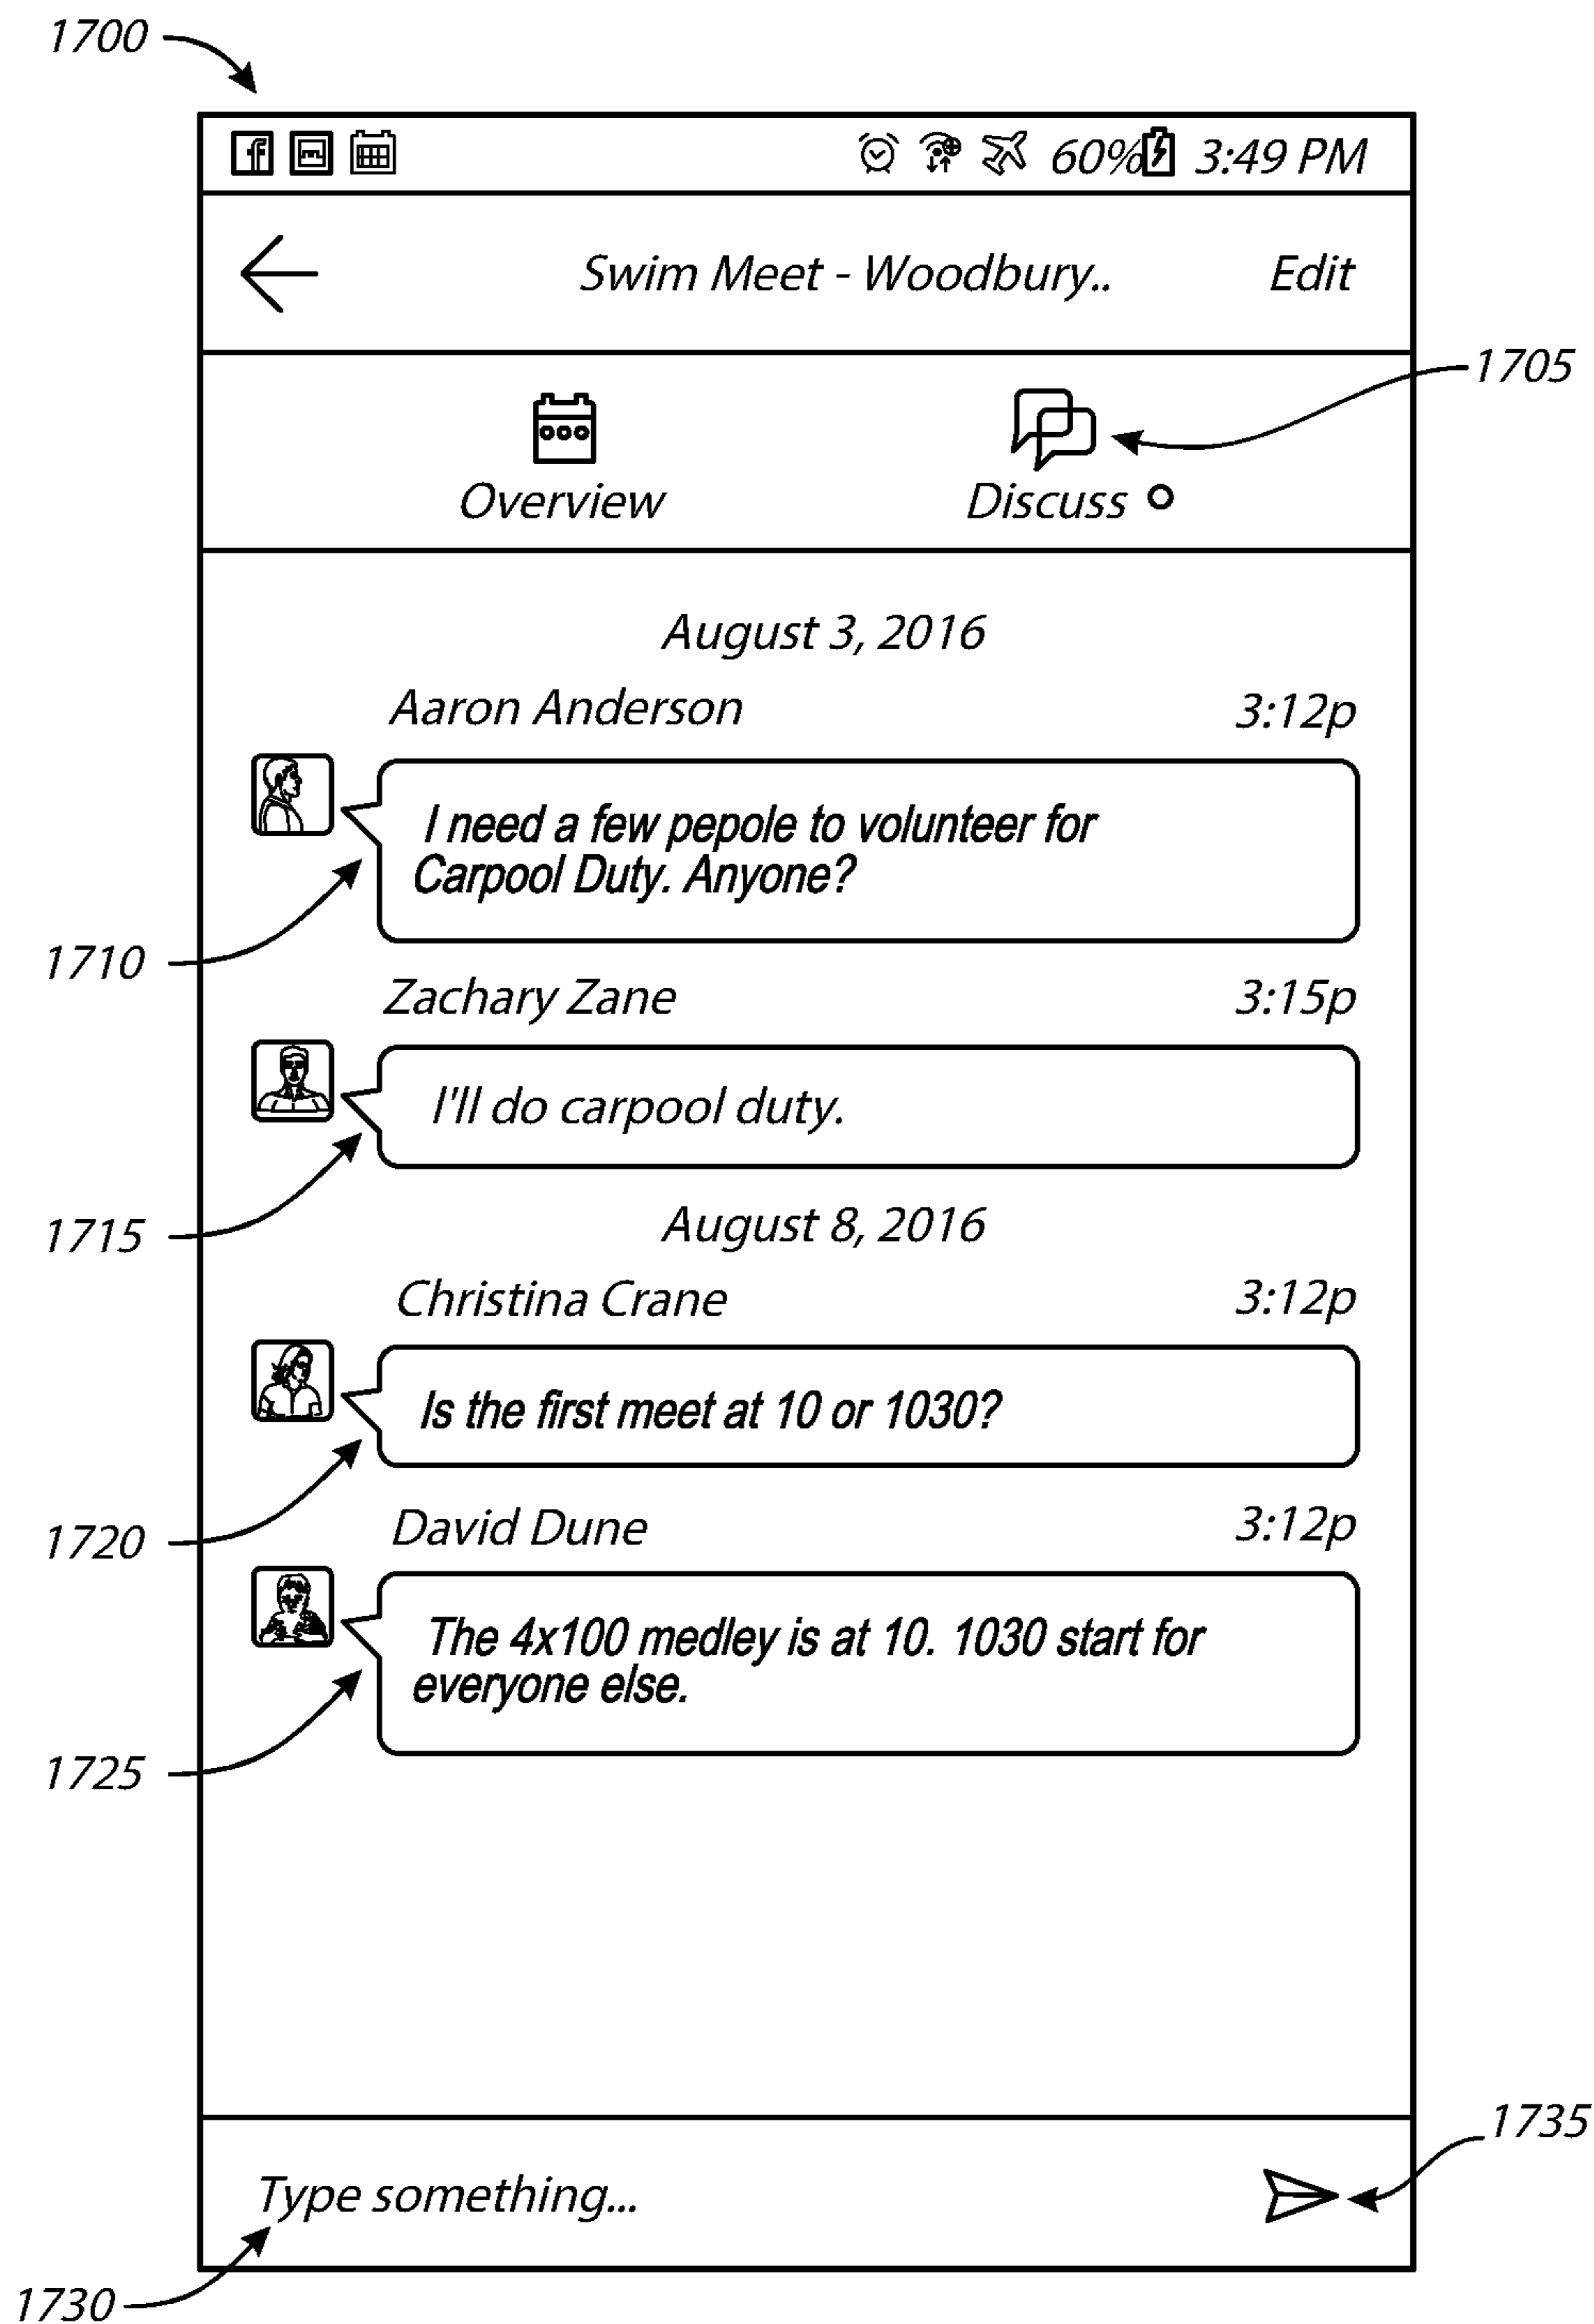 1700
f
60% 3:49 PM
Swim Meet - Woodbury.. Edit
1705
Overview Discuss
August 3, 2016
Aaron Anderson 3:12p
I need a few pepole to volunteer for
Carpool Duty. Anyone?
1710
Zachary Zane 3:15p
I'll do carpool duty.
1715
August 8, 2016
Christina Crane 3:12p
Is the first meet at 10 or 1030?
1720
David Dune 3:12p
The 4x100 medley is at 10. 1030 start for
everyone else.
1725
1735
Type something...
1730